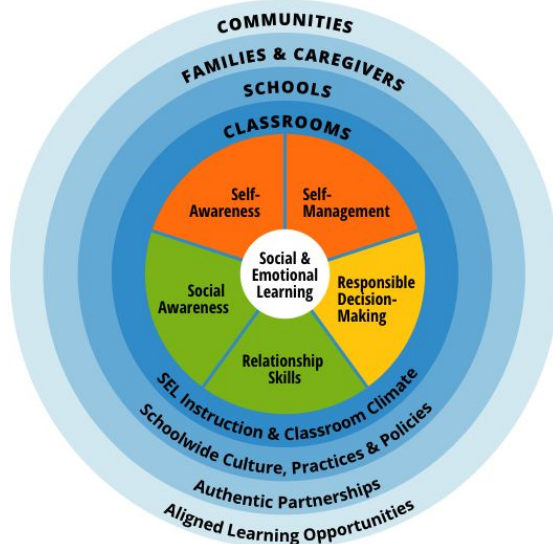 COMMUNITIES
FAMILIES & CAREGIVERS
SCHOOLS
CLASSROOMS
Self-
Awareness
Self-
Management
Social &
Emotional
Learning
Social
Awareness
Responsible
Decision-
Making
Relationship
Skills
SEL Instruction & Classroom Climate
Schoolwide Culture, Practices & Policies
Authentic Partnerships
Aligned Learning Opportunities